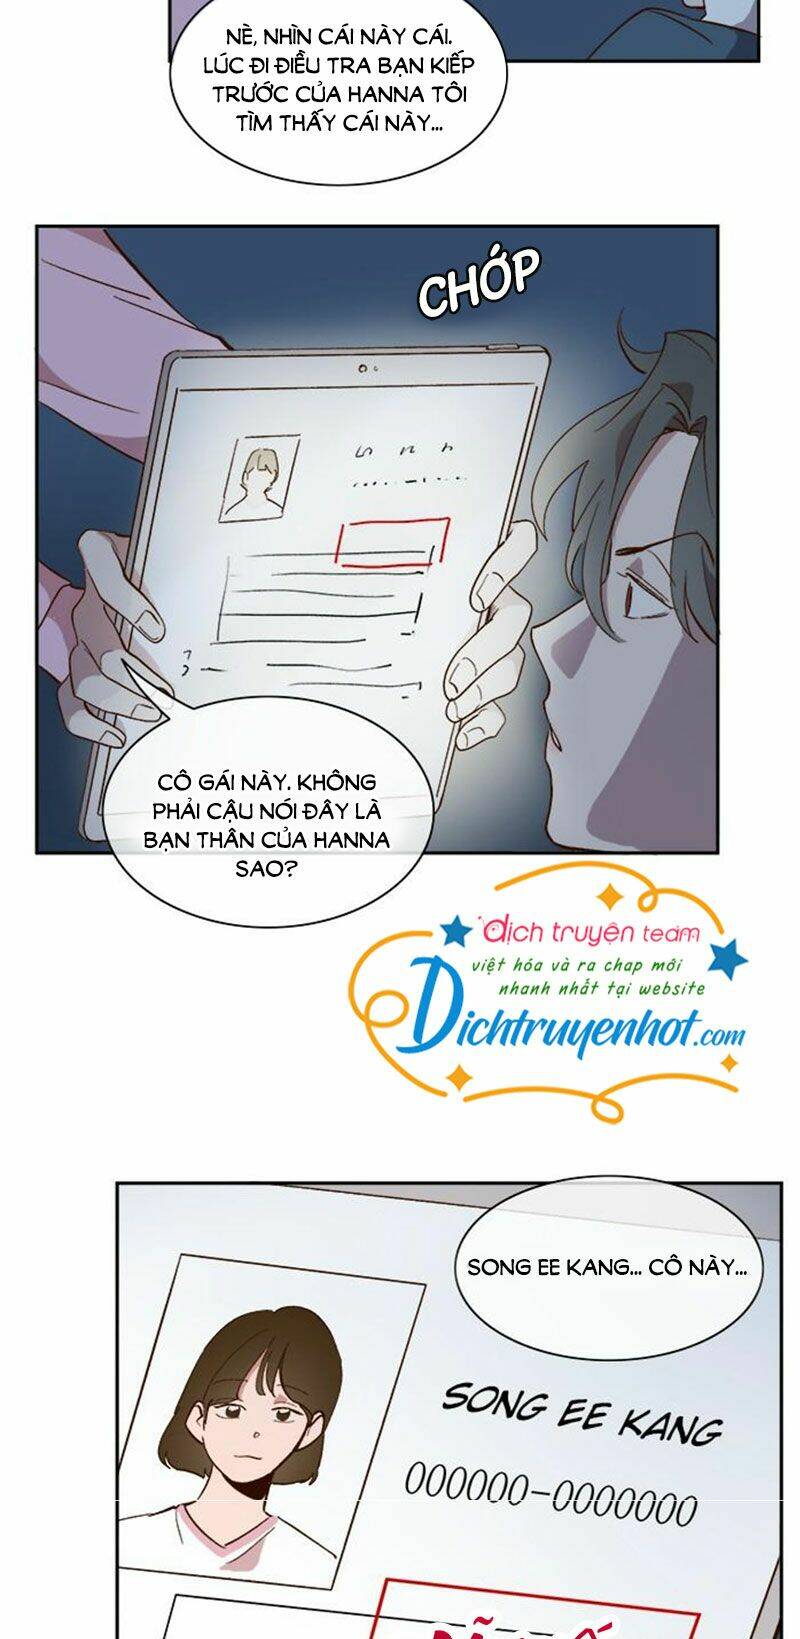 NÈ, NHÌN CÁI NÀY CÁI.
LÚC ĐI ĐIỀU TRA BẠN KIẾP
TRƯỚC CỦA HANNA TÔI
TÌM THẤY CÁI NÀY...
CHỚP
CÔ GÁI NÀY. KHÔNG
PHẢI CẬU NÓI ĐÂY LÀ
BẠN THÂN CỦA HANNA
SAO?
dịch truyện team
việt hóa và ra chap mới
nhanh nhất tại website
Dichtruyenhot.com
SONG EE KANG... CÔ NÀY...
SONG EE KANG
000000-0000000